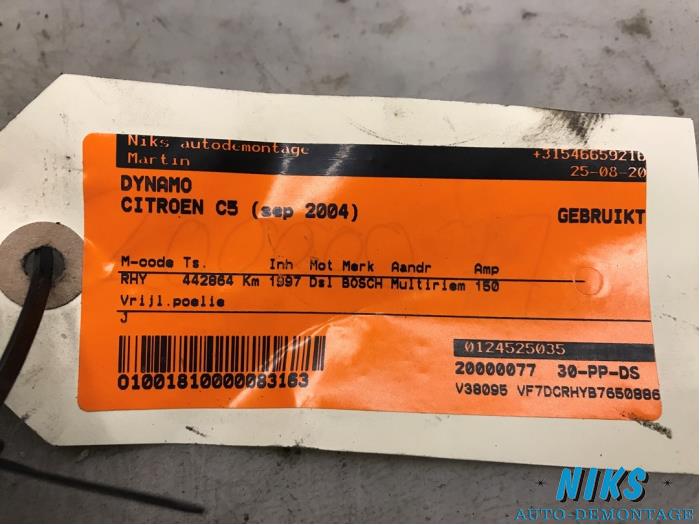 Niks autodemontage +3154665921
Martin 25-08-20
DYNAMO
CITROEN C5 (sep 2004) GEBRUIKT
M-code Ts. Inh Mot Merk Aandr Amp
RHY 442864 Km 1997 Dsl BOSCH Multiriem 150
Vrijl.poelie
J
0124525035
O1001810000083163 20000077 30-PP-DS
V38095 VF7DCRHYB7650886
NIKS
AUTO-DEMONTAGE